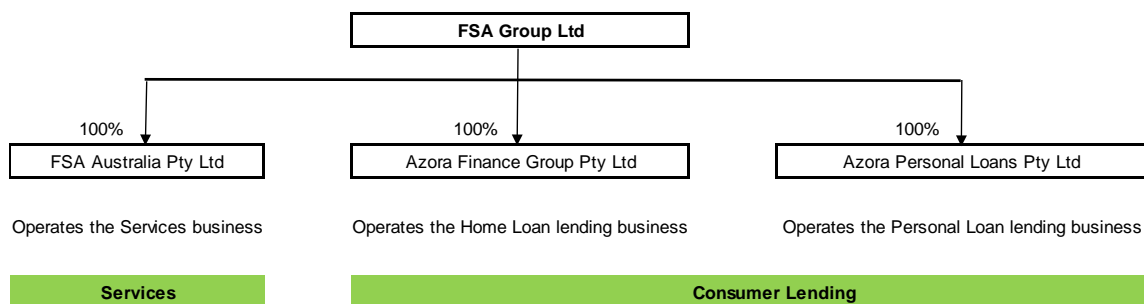 FSA Group Ltd
100%
100%
100%
FSA Australia Pty Ltd
Azora Finance Group Pty Ltd
Azora Personal Loans Pty Ltd
Operates the Services business
Operates the Home Loan lending business
Operates the Personal Loan lending business
Services
Consumer Lending